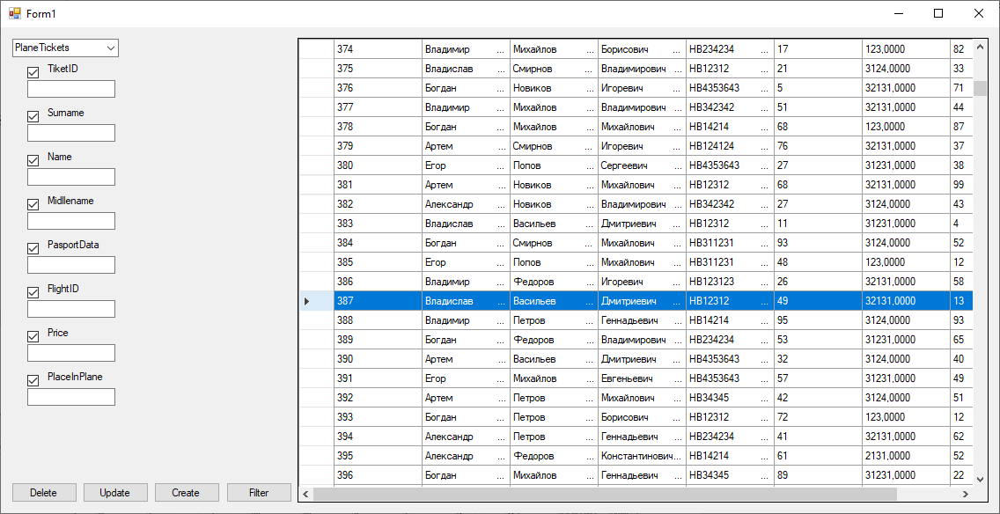 Form1
PlaneTickets
TiketID
Surname
Name
Midllename
PasportData
FlightID
Price
PlaceInPlane
Delete Update Create Filter
374 Владимир ... Михайлов ... Борисович ... HB234234 ... 17 123,0000 82
375 Владислав ... Смирнов ... Владимирович ... HB12312 ... 21 3124,0000 33
376 Богдан ... Новиков ... Игоревич ... HB4353643 ... 5 32131,0000 71
377 Владимир ... Михайлов ... Владимирович ... HB342342 ... 51 32131,0000 44
378 Богдан ... Михайлов ... Михайлович ... HB14214 ... 68 123,0000 87
379 Артем ... Смирнов ... Игоревич ... HB124124 ... 76 32131,0000 37
380 Егор ... Попов ... Сергеевич ... HB4353643 ... 27 31231,0000 38
381 Артем ... Новиков ... Михайлович ... HB12312 ... 68 32131,0000 99
382 Александр ... Новиков ... Владимирович ... HB342342 ... 27 3124,0000 43
383 Владислав ... Васильев ... Дмитриевич ... HB12312 ... 11 31231,0000 4
384 Богдан ... Смирнов ... Михайлович ... HB311231 ... 93 3124,0000 52
385 Егор ... Попов ... Михайлович ... HB311231 ... 48 123,0000 12
386 Владимир ... Федоров ... Игоревич ... HB123123 ... 26 32131,0000 58
387 Владислав ... Васильев ... Дмитриевич ... HB12312 ... 49 32131,0000 13
388 Владимир ... Петров ... Геннадьевич ... HB14214 ... 95 3124,0000 93
389 Богдан ... Федоров ... Владимирович ... HB234234 ... 53 31231,0000 65
390 Артем ... Васильев ... Дмитриевич ... HB4353643 ... 32 3124,0000 40
391 Егор ... Михайлов ... Евгеньевич ... HB4353643 ... 57 31231,0000 49
392 Артем ... Петров ... Михайлович ... HB34345 ... 42 3124,0000 51
393 Богдан ... Петров ... Борисович ... HB12312 ... 72 123,0000 12
394 Александр ... Петров ... Геннадьевич ... HB234234 ... 41 32131,0000 62
395 Александр ... Федоров ... Константинович... HB14214 ... 61 2131,0000 52
396 Богдан ... Михайлов ... Геннадьевич ... HB34345 ... 89 31231,0000 22